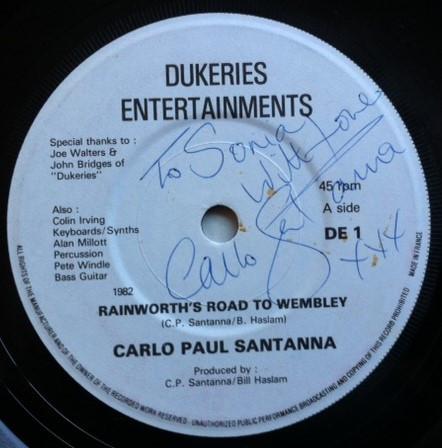 DUKERIES
ENTERTAINMENTS
Special thanks to :
Joe Walters &
John Bridges of
"Dukeries"
To Sonia
With Love
Carlo Santanna
xxx
45 rpm
A side
DE 1
Also :
Colin Irving
Keyboards/Synths
Alan Millott
Percussion
Pete Windle
Bass Guitar
1982
RAINWORTH'S ROAD TO WEMBLEY
(C.P. Santanna/B. Haslam)
CARLO PAUL SANTANNA
Produced by :
C.P. Santanna/Bill Haslam
ALL RIGHTS OF THE MANUFACTURER AND OF THE OWNER OF THE RECORDED WORK RESERVED UNAUTHORIZED PUBLIC PERFORMANCE BROADCASTING AND COPYING OF THIS RECORD PROHIBITED
MADE IN FRANCE